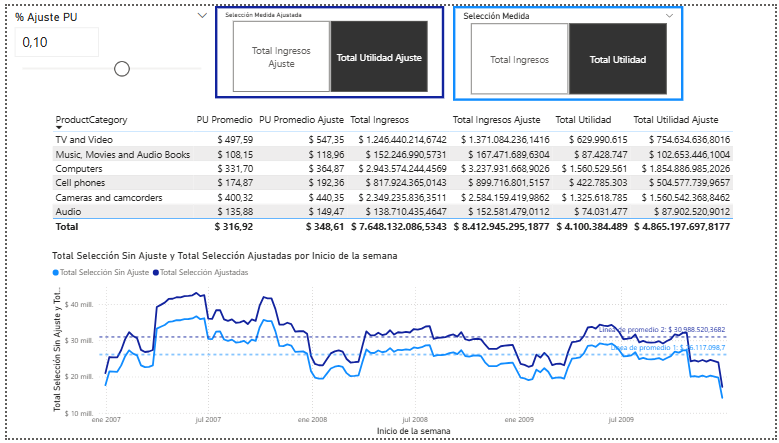 % Ajuste PU
0,10
Selección Medida Ajustada
Total Ingresos Ajuste
Total Utilidad Ajuste
Selección Medida
Total Ingresos
Total Utilidad
ProductCategory PU Promedio PU Promedio Ajuste Total Ingresos Total Ingresos Ajuste Total Utilidad Total Utilidad Ajuste
TV and Video $ 497,59 $ 547,35 $ 1.246.440.214,6742 $ 1.371.084.236,1416 $ 629.990.615 $ 754.634.636,8016
Music, Movies and Audio Books $ 108,15 $ 118,96 $ 152.246.990,5731 $ 167.471.689,6304 $ 87.428.747 $ 102.653.446,1004
Computers $ 331,70 $ 364,87 $ 2.943.574.244,4569 $ 3.237.931.668,9026 $ 1.560.529.561 $ 1.854.886.985,2026
Cell phones $ 174,87 $ 192,36 $ 817.924.365,0143 $ 899.716.801,5157 $ 422.785.303 $ 504.577.739,9657
Cameras and camcorders $ 400,32 $ 440,35 $ 2.349.235.836,3511 $ 2.584.159.419,9862 $ 1.325.618.785 $ 1.560.542.368,8462
Audio $ 135,88 $ 149,47 $ 138.710.435,4647 $ 152.581.479,0112 $ 74.031.477 $ 87.902.520,9012
Total $ 316,92 $ 348,61 $ 7.648.132.086,5343 $ 8.412.945.295,1877 $ 4.100.384.489 $ 4.865.197.697,8177
Total Selección Sin Ajuste y Total Selección Ajustadas por Inicio de la semana
Total Selección Sin Ajuste Total Selección Ajustadas
Total Selección Sin Ajuste y Tot...
$ 40 mill.
$ 30 mill.
$ 20 mill.
$ 10 mill.
Línea de promedio 2: $ 30.988.520,3682
Línea de promedio 1: $
117.098,7
ene 2007 jul 2007 ene 2008 jul 2008 ene 2009 jul 2009
Inicio de la semana